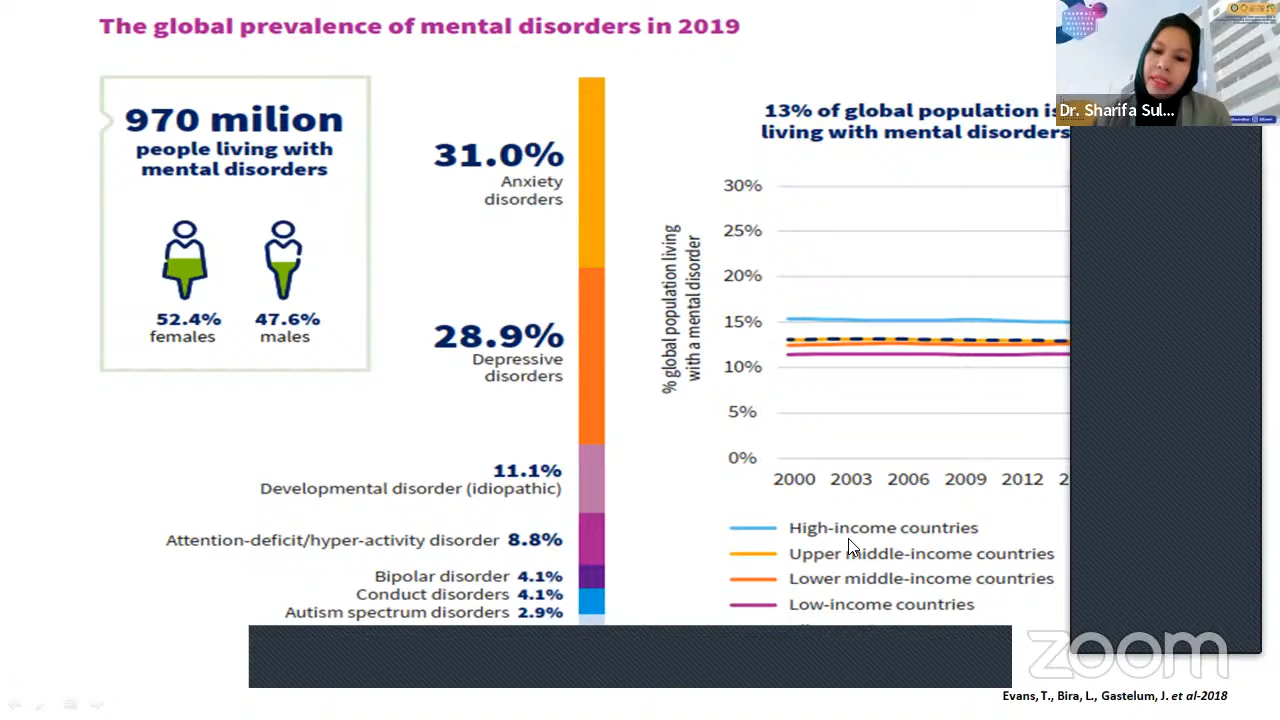 The global prevalence of mental disorders in 2019
970 milion
people living with
mental disorders
52.4%
females
47.6%
males
31.0%
Anxiety
disorders
28.9%
Depressive
disorders
11.1%
Developmental disorder (idiopathic)
Attention-deficit/hyper-activity disorder 8.8%
Bipolar disorder 4.1%
Conduct disorders 4.1%
Autism spectrum disorders 2.9%
13% of global population is
living with mental disorders
% global population living
with a mental disorder
30%
25%
20%
15%
10%
5%
0%
2000 2003 2006 2009 2012 2
High-income countries
Upper middle-income countries
Lower middle-income countries
Low-income countries
PHARMACY
PRACTICE
WEBINAR
Dr. Sharifa Sul...
zoom
Evans, T., Bira, L., Gastelum, J. et al-2018